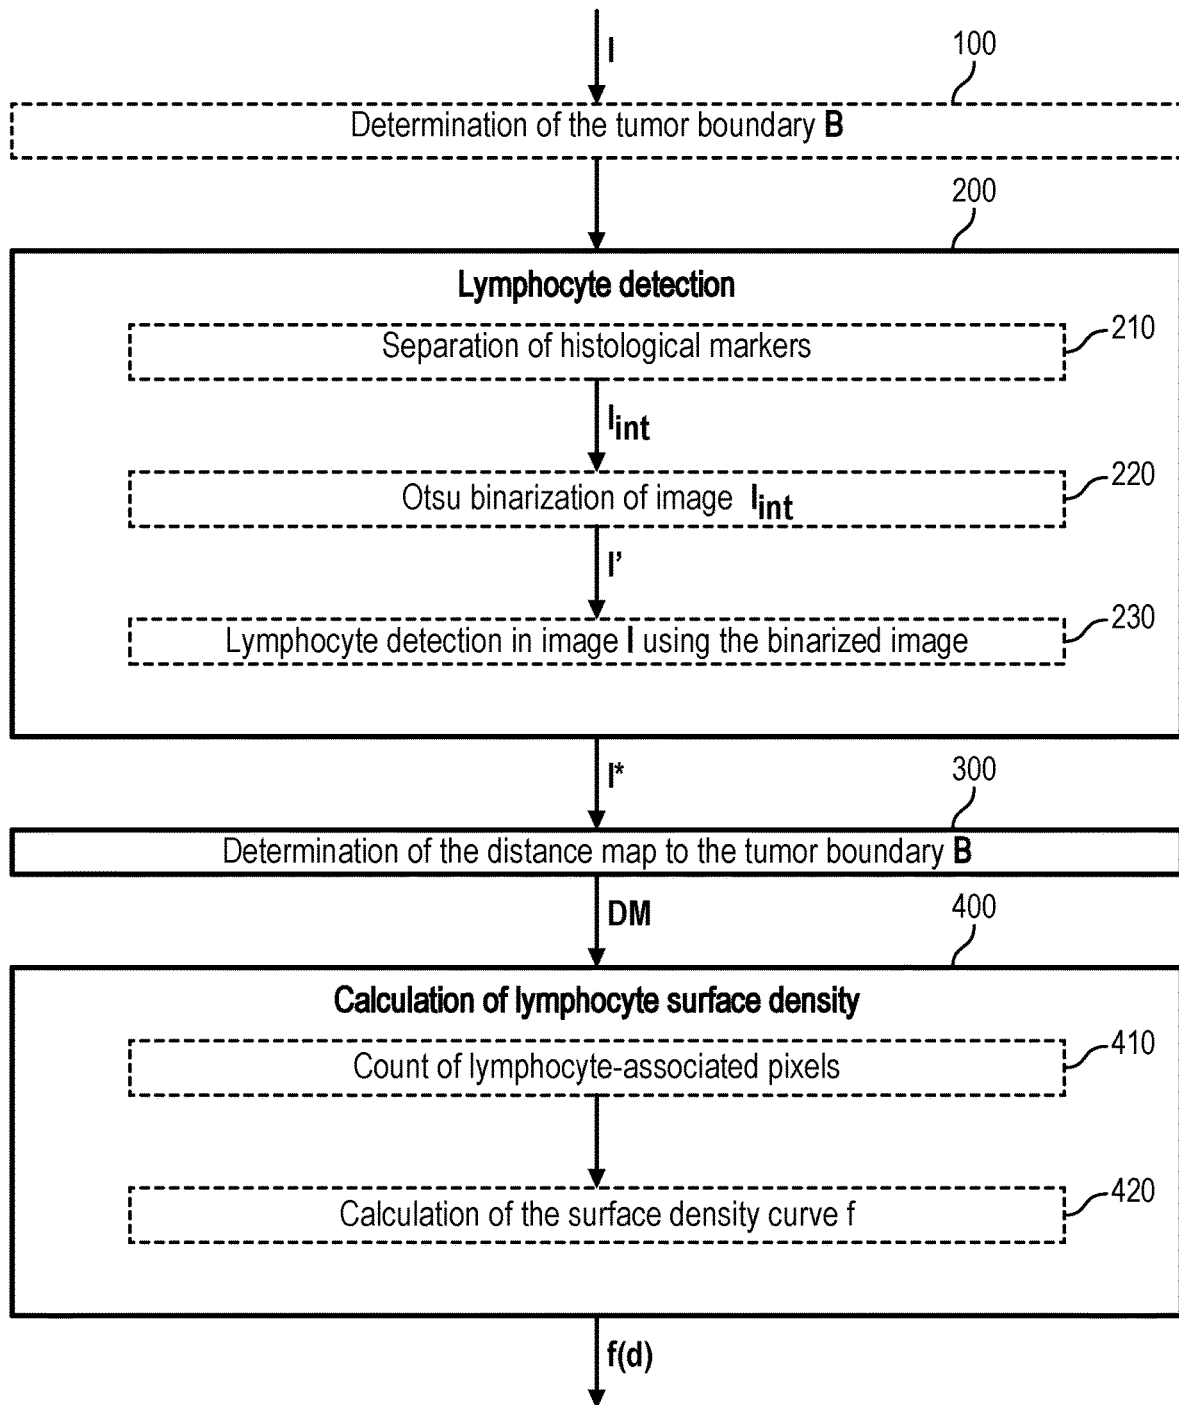 I
100
Determination of the tumor boundary B
200
Lymphocyte detection
Separation of histological markers
210
Iint
Otsu binarization of image Iint
220
I’
Lymphocyte detection in image I using the binarized image
230
I*
300
Determination of the distance map to the tumor boundary B
DM
400
Calculation of lymphocyte surface density
Count of lymphocyte-associated pixels
410
Calculation of the surface density curve f
420
f(d)